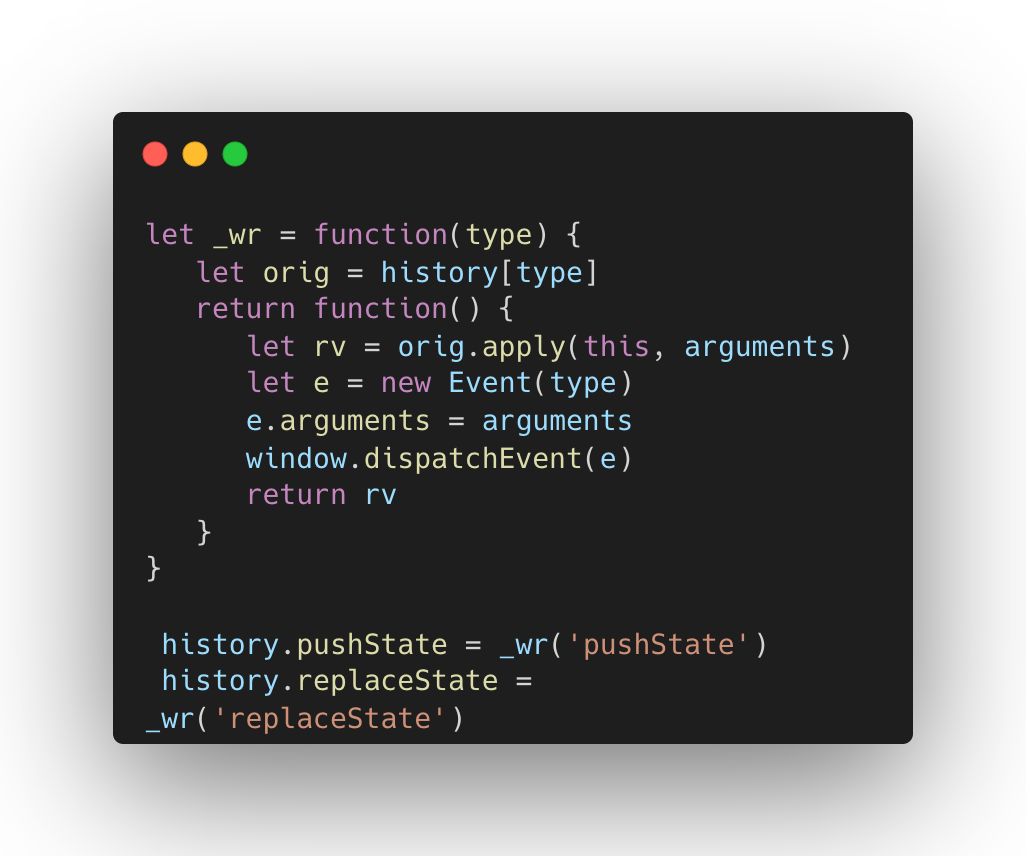 let _wr = function(type) {
   let orig = history[type]
   return function() {
      let rv = orig.apply(this, arguments)
      let e = new Event(type)
      e.arguments = arguments
      window.dispatchEvent(e)
      return rv
   }
}

 history.pushState = _wr('pushState')
 history.replaceState =
_wr('replaceState')